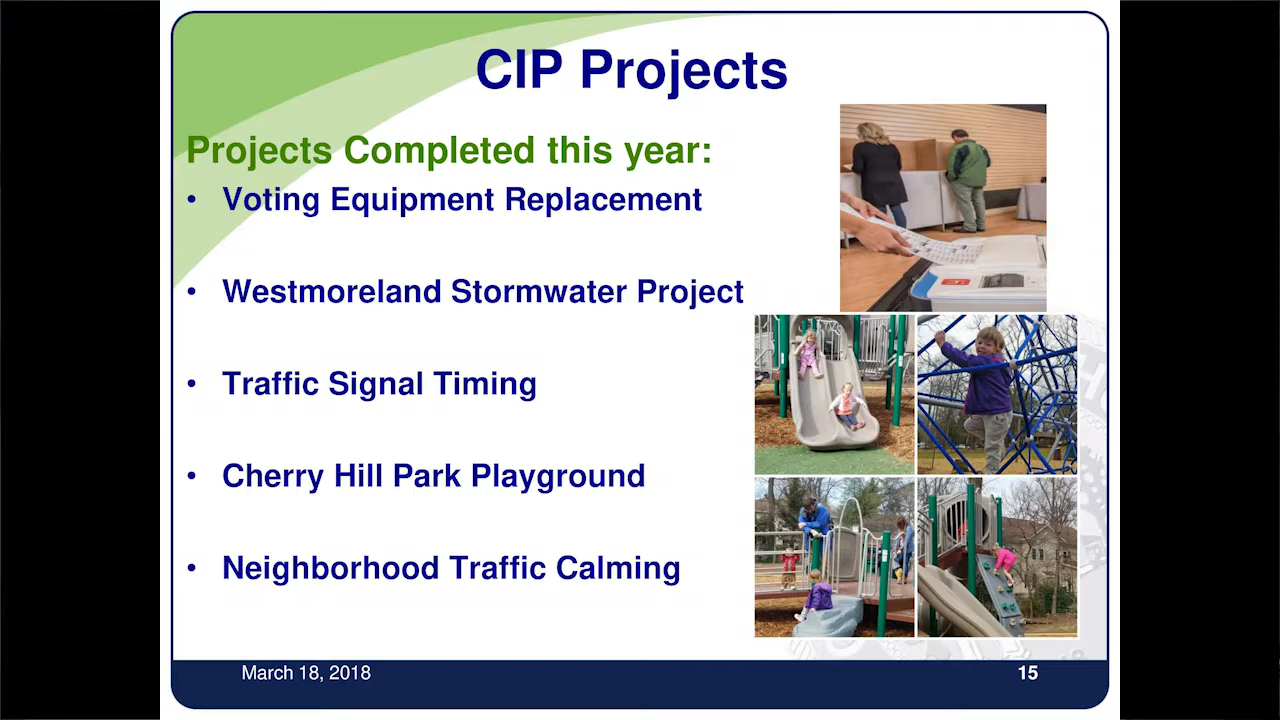 CIP Projects
Projects Completed this year:
• Voting Equipment Replacement
• Westmoreland Stormwater Project
• Traffic Signal Timing
• Cherry Hill Park Playground
• Neighborhood Traffic Calming
March 18, 2018
15